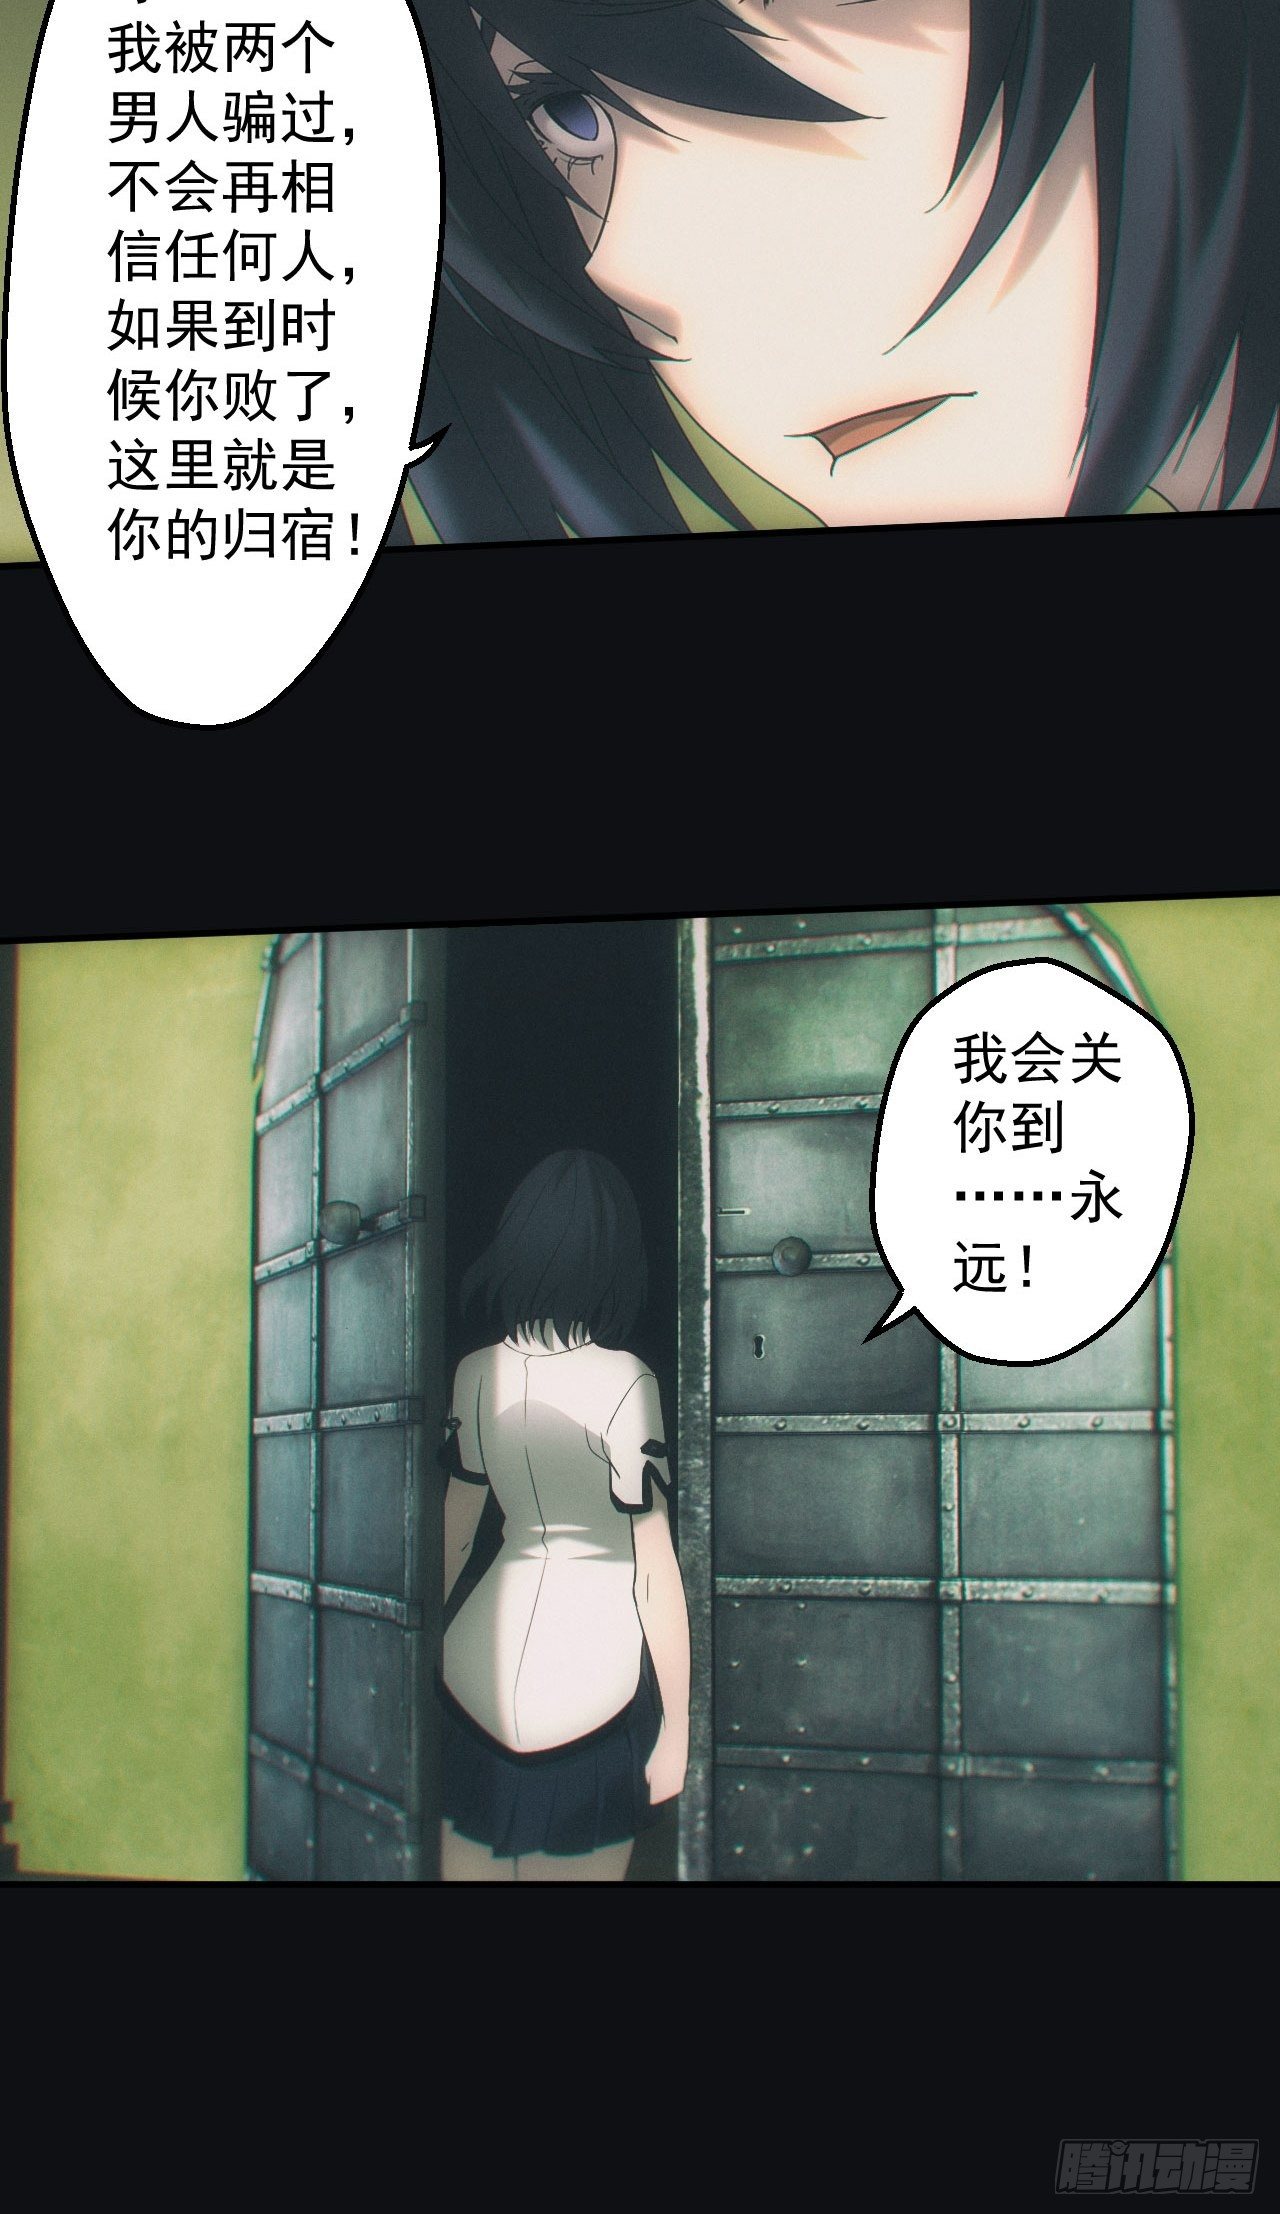 我被两个
男人骗过，
不会再相
信任何人，
如果到时
候你败了，
这里就是
你的归宿！
我会关
你到
……永
远！
腾讯动漫